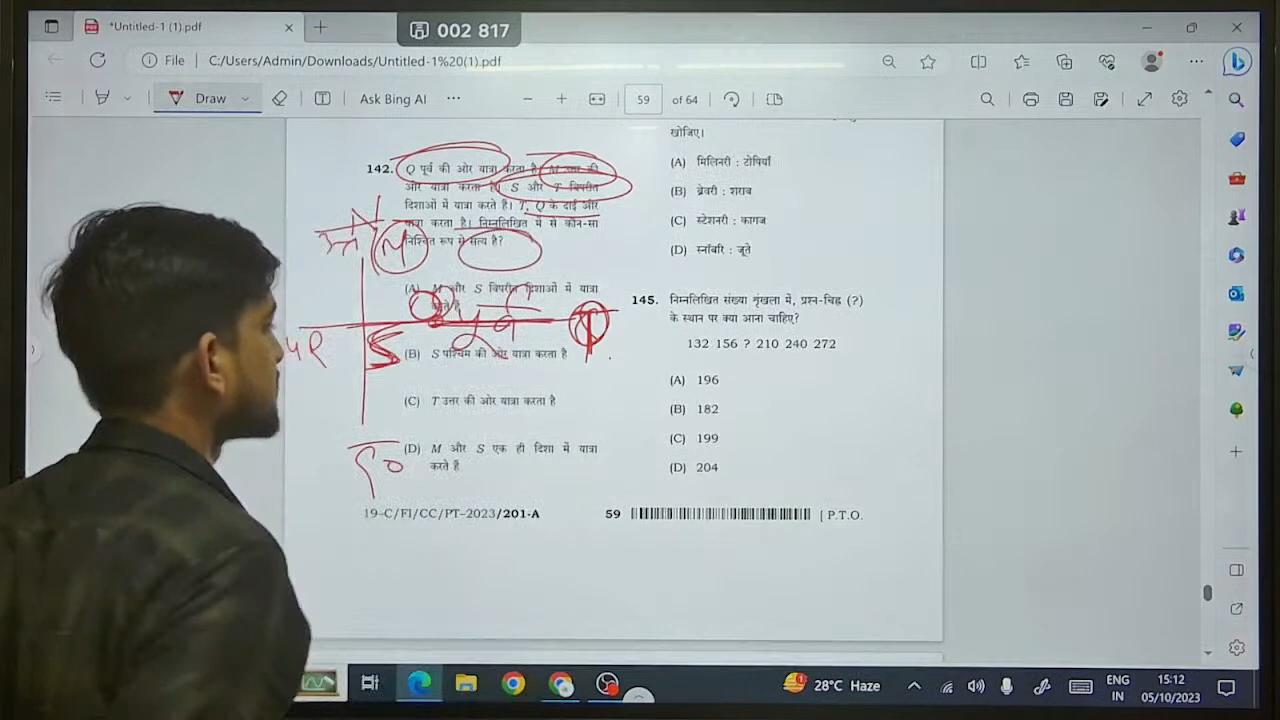 *Untitled-1 (1).pdf
002 817
File
C:/Users/Admin/Downloads/Untitled-1%20(1).pdf
Draw
Ask Bing AI
59
of 64
142. Q पूर्व की ओर यात्रा करता है। M उत्तर की
ओर यात्रा करता है। S और T विपरीत
दिशाओं में यात्रा करते हैं। T, Q के दाईं ओर
यात्रा करता है। निम्नलिखित में से कौन-सा
निश्चित रूप से सत्य है?
(A) M और S विपरीत दिशाओं में यात्रा
(B) S पश्चिम की ओर यात्रा करता है
(C) T उत्तर की ओर यात्रा करता है
(D) M और S एक ही दिशा में यात्रा
करते हैं
19-C/FI/CC/PT-2023/201-A
खोजिए।
(A) मिलिनरी : टोपियाँ
(B) ब्रेवरी : शराब
(C) स्टेशनरी : कागज
(D) स्नॉबरि : जूते
145. निम्नलिखित संख्या शृंखला में, प्रश्न-चिह्न (?)
के स्थान पर क्या आना चाहिए?
132 156 ? 210 240 272
(A) 196
(B) 182
(C) 199
(D) 204
59
[ P.T.O.
N
M
S
T
28°C Haze
ENG
IN
15:12
05/10/2023